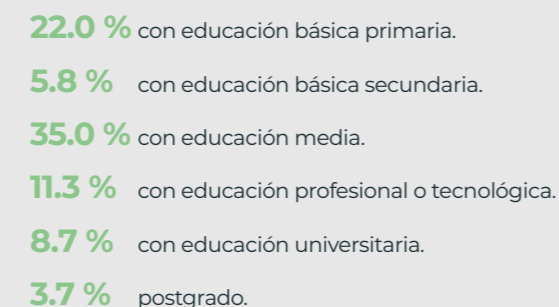 22.0 % con educación básica primaria.
5.8 % con educación básica secundaria.
35.0 % con educación media.
11.3 % con educación profesional o tecnológica.
8.7 % con educación universitaria.
3.7 % postgrado.